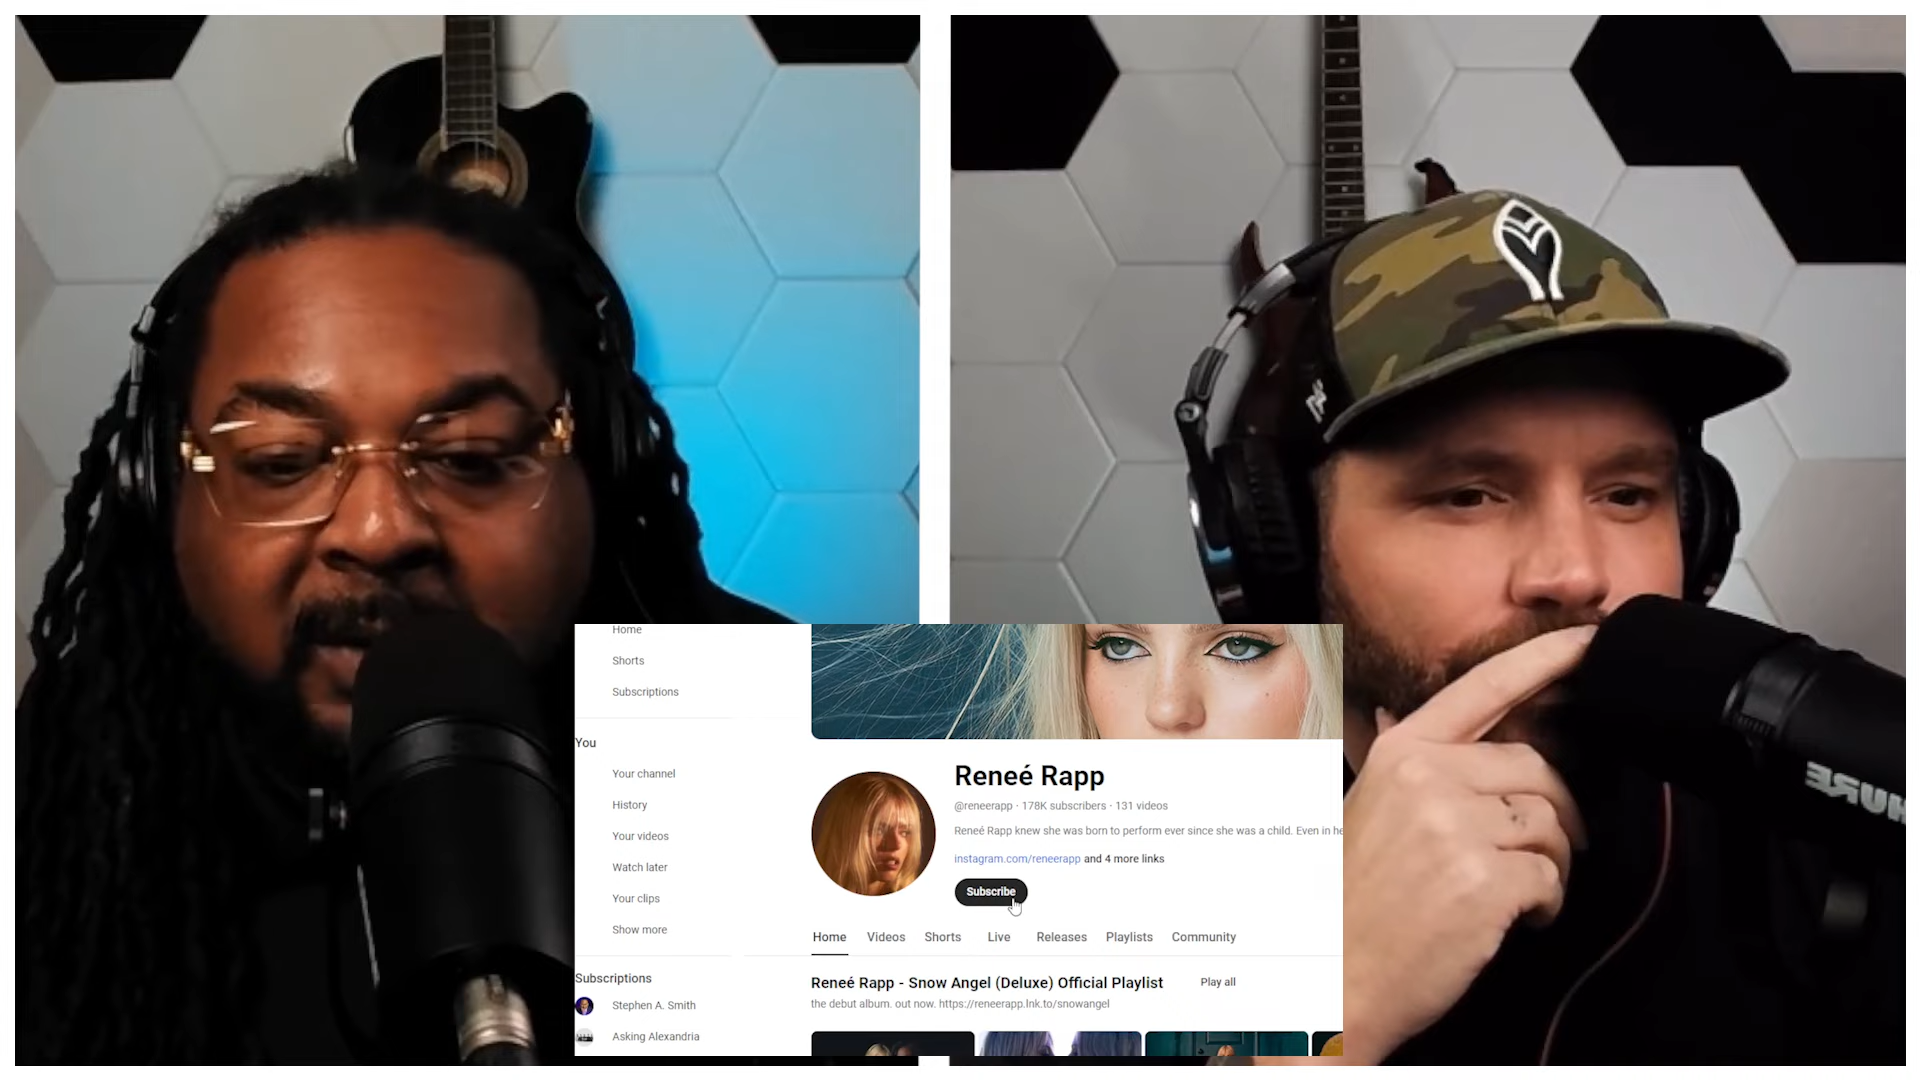 Home
Shorts
Subscriptions
You
Your channel
History
Your videos
Watch later
Your clips
Show more
Subscriptions
Stephen A. Smith
Asking Alexandria
Reneé Rapp
@reneerapp · 178K subscribers · 131 videos
Reneé Rapp knew she was born to perform ever since she was a child. Even in he
instagram.com/reneerapp and 4 more links
Subscribe
Home Videos Shorts Live Releases Playlists Community
Reneé Rapp - Snow Angel (Deluxe) Official Playlist Play all
the debut album. out now. https://reneerapp.lnk.to/snowangel
SHURE